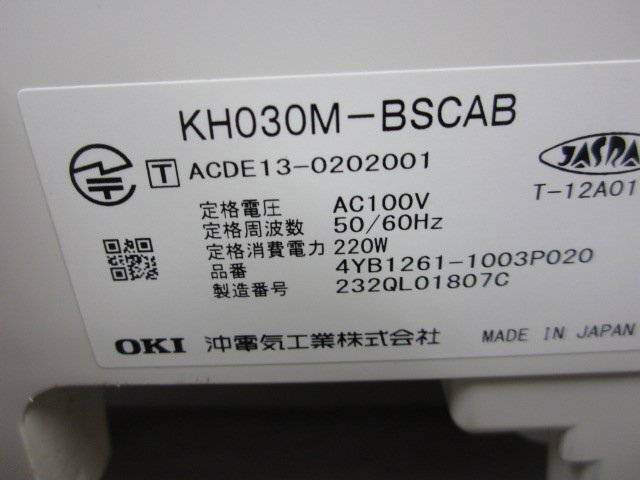 KH030M-BSCAB
T ACDE13-0202001
JASRA
T-12A01
定格電圧 AC100V
定格周波数 50/60Hz
定格消費電力 220W
品番 4YB1261-1003P020
製造番号 232QL01807C
OKI 沖電気工業株式会社 MADE IN JAPAN